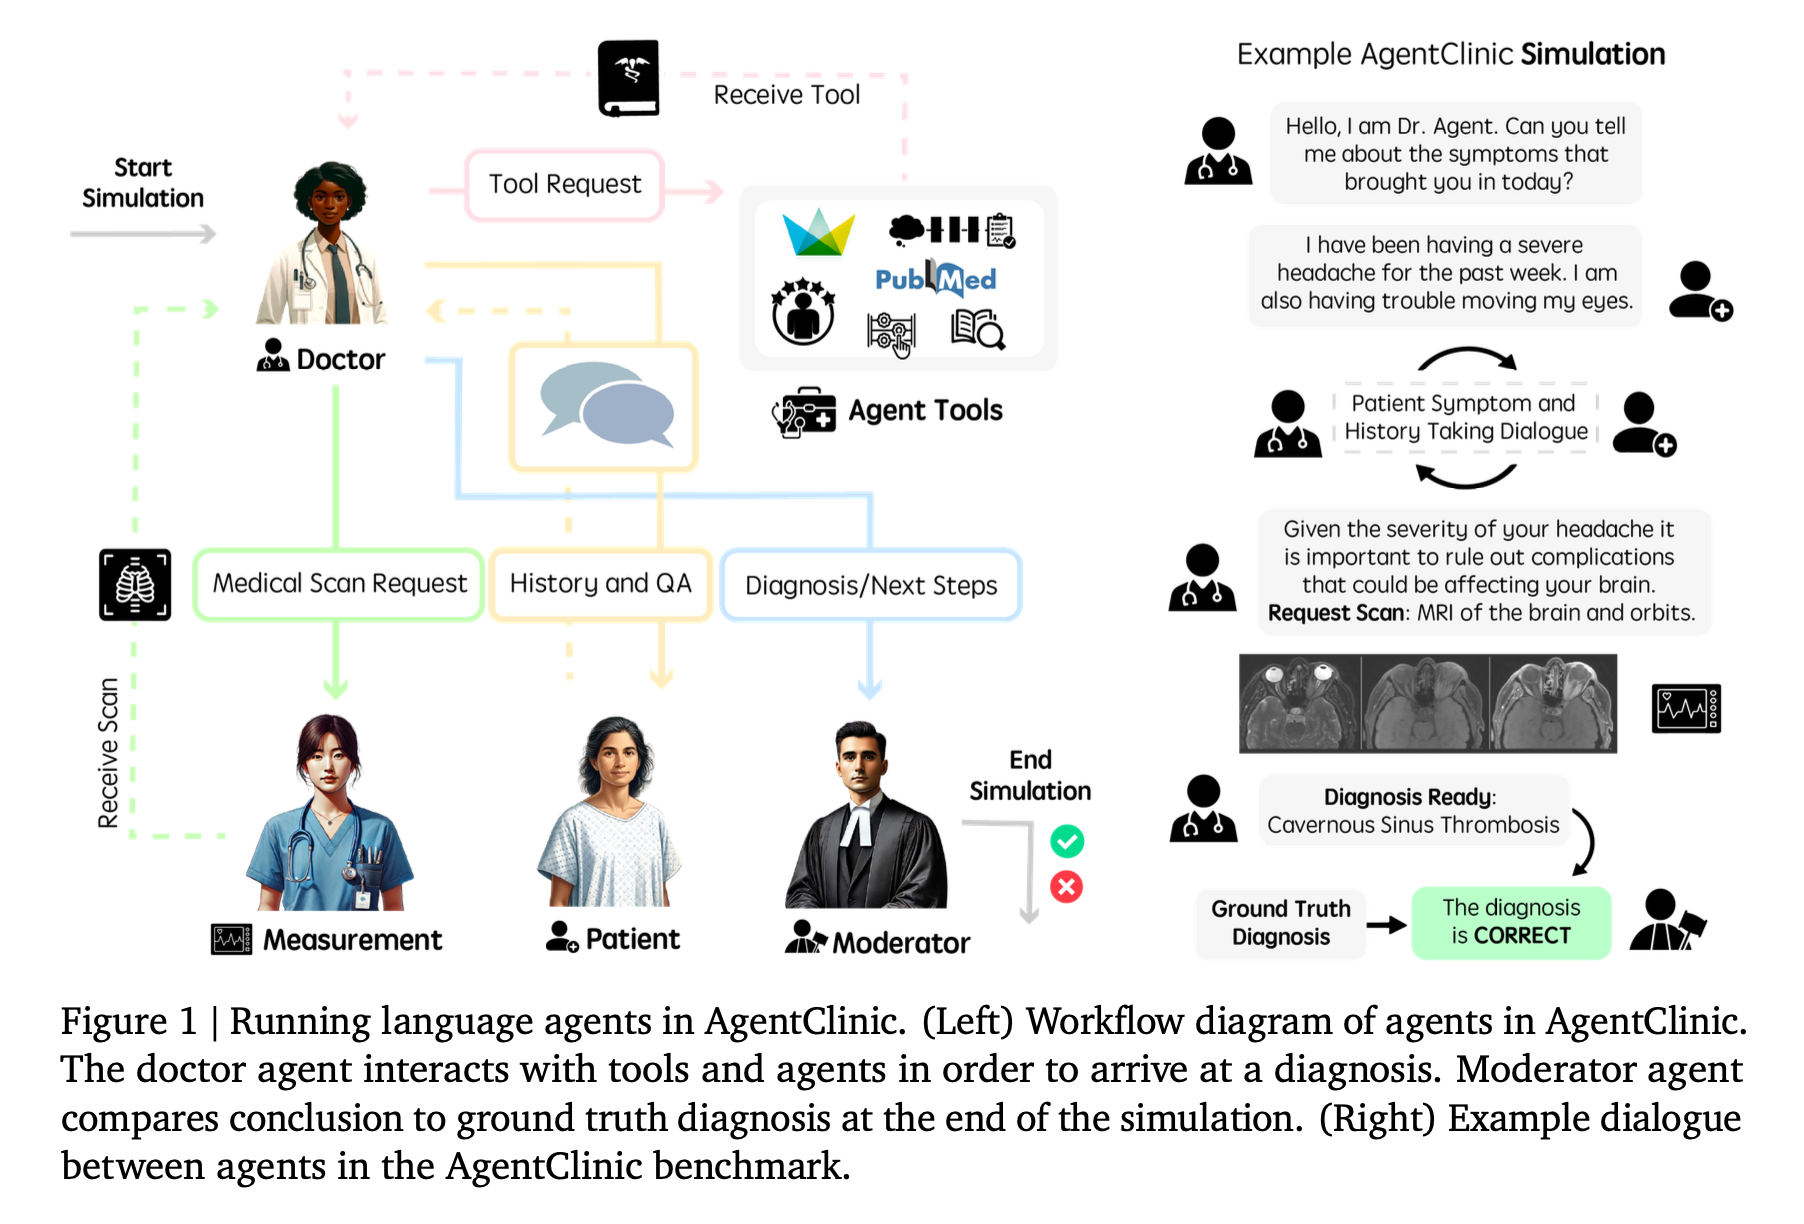 Receive Tool
Start
Simulation
Tool Request
PubMed
Doctor
Agent Tools
Medical Scan Request
History and QA
Diagnosis/Next Steps
Receive Scan
End
Simulation
Measurement
Patient
Moderator
Example AgentClinic Simulation
Hello, I am Dr. Agent. Can you tell
me about the symptoms that
brought you in today?
I have been having a severe
headache for the past week. I am
also having trouble moving my eyes.
Patient Symptom and
History Taking Dialogue
Given the severity of your headache it
is important to rule out complications
that could be affecting your brain.
Request Scan: MRI of the brain and orbits.
Diagnosis Ready:
Cavernous Sinus Thrombosis
Ground Truth
Diagnosis
The diagnosis
is CORRECT
Figure 1 | Running language agents in AgentClinic. (Left) Workflow diagram of agents in AgentClinic.
The doctor agent interacts with tools and agents in order to arrive at a diagnosis. Moderator agent
compares conclusion to ground truth diagnosis at the end of the simulation. (Right) Example dialogue
between agents in the AgentClinic benchmark.